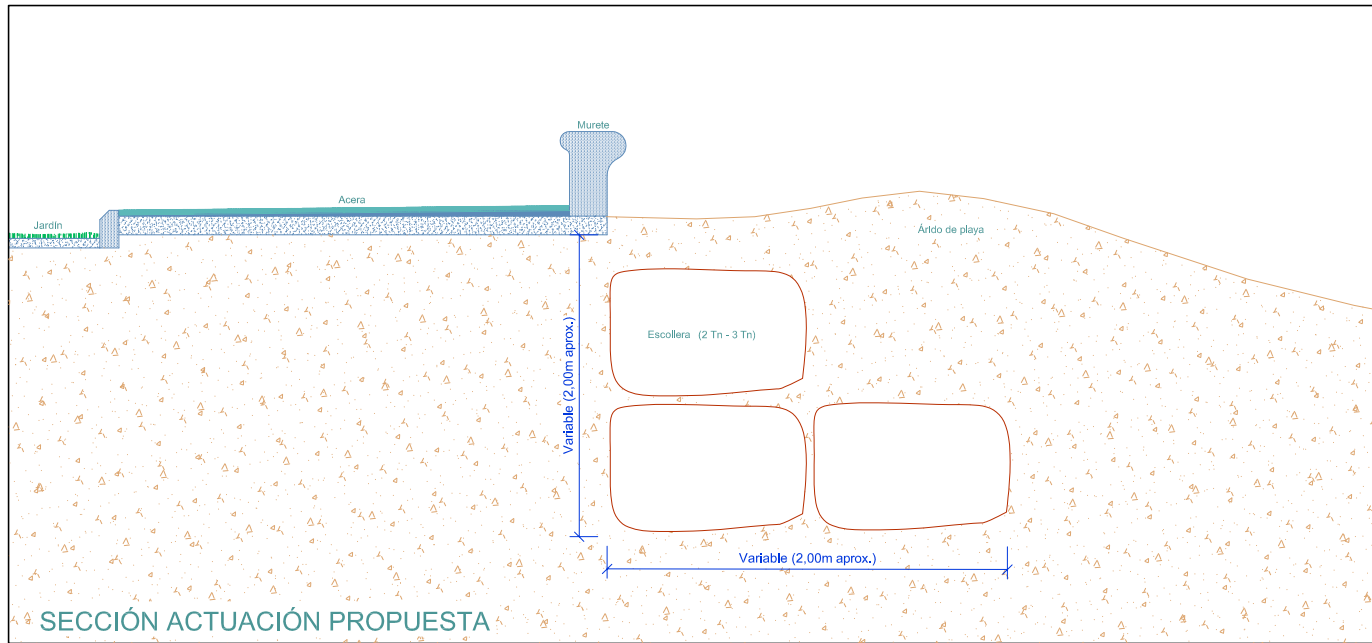 Murete
Acera
Jardín
Árido de playa
Escollera (2 Tn - 3 Tn)
Variable (2,00m aprox.)
Variable (2,00m aprox.)
SECCIÓN ACTUACIÓN PROPUESTA